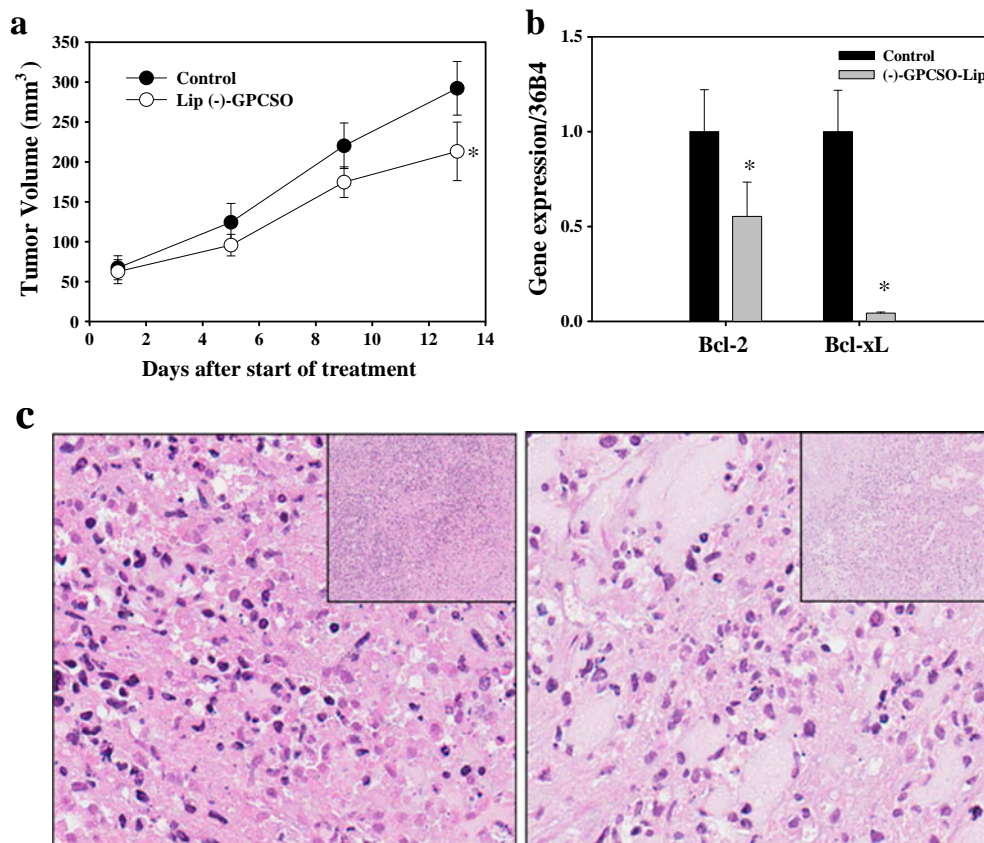 a
350
300
250
200
150
100
50
0
Tumor Volume (mm³)
Control
Lip (-)-GPCSO
*
0 2 4 6 8 10 12 14
Days after start of treatment
b
1.5
1.0
0.5
0.0
Gene expression/36B4
Control
(-)-GPCSO-Lip
*
*
Bcl-2 Bcl-xL
c